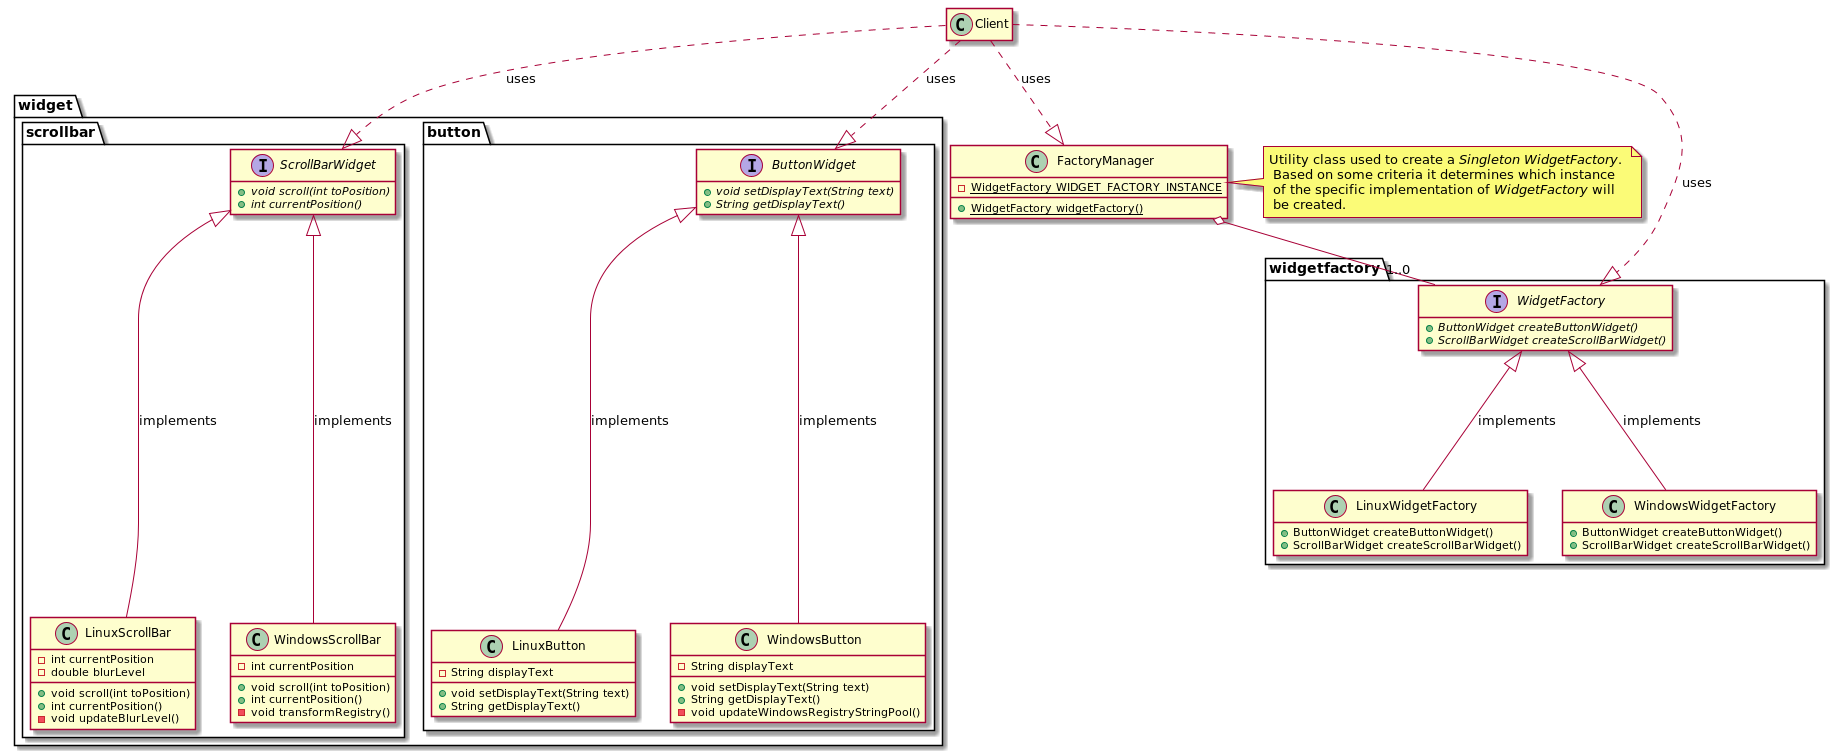 C Client
uses
uses
uses
uses
widget
scrollbar
I ScrollBarWidget
void scroll(int toPosition)
int currentPosition()
implements
implements
C LinuxScrollBar
int currentPosition
double blurLevel
void scroll(int toPosition)
int currentPosition()
void updateBlurLevel()
C WindowsScrollBar
int currentPosition
void scroll(int toPosition)
int currentPosition()
void transformRegistry()
button
I ButtonWidget
void setDisplayText(String text)
String getDisplayText()
implements
implements
C LinuxButton
String displayText
void setDisplayText(String text)
String getDisplayText()
C WindowsButton
String displayText
void setDisplayText(String text)
String getDisplayText()
void updateWindowsRegistryStringPool()
C FactoryManager
WidgetFactory WIDGET_FACTORY_INSTANCE
WidgetFactory widgetFactory()
Utility class used to create a Singleton WidgetFactory.
Based on some criteria it determines which instance
of the specific implementation of WidgetFactory will
be created.
1..0
widgetfactory
I WidgetFactory
ButtonWidget createButtonWidget()
ScrollBarWidget createScrollBarWidget()
implements
implements
C LinuxWidgetFactory
ButtonWidget createButtonWidget()
ScrollBarWidget createScrollBarWidget()
C WindowsWidgetFactory
ButtonWidget createButtonWidget()
ScrollBarWidget createScrollBarWidget()